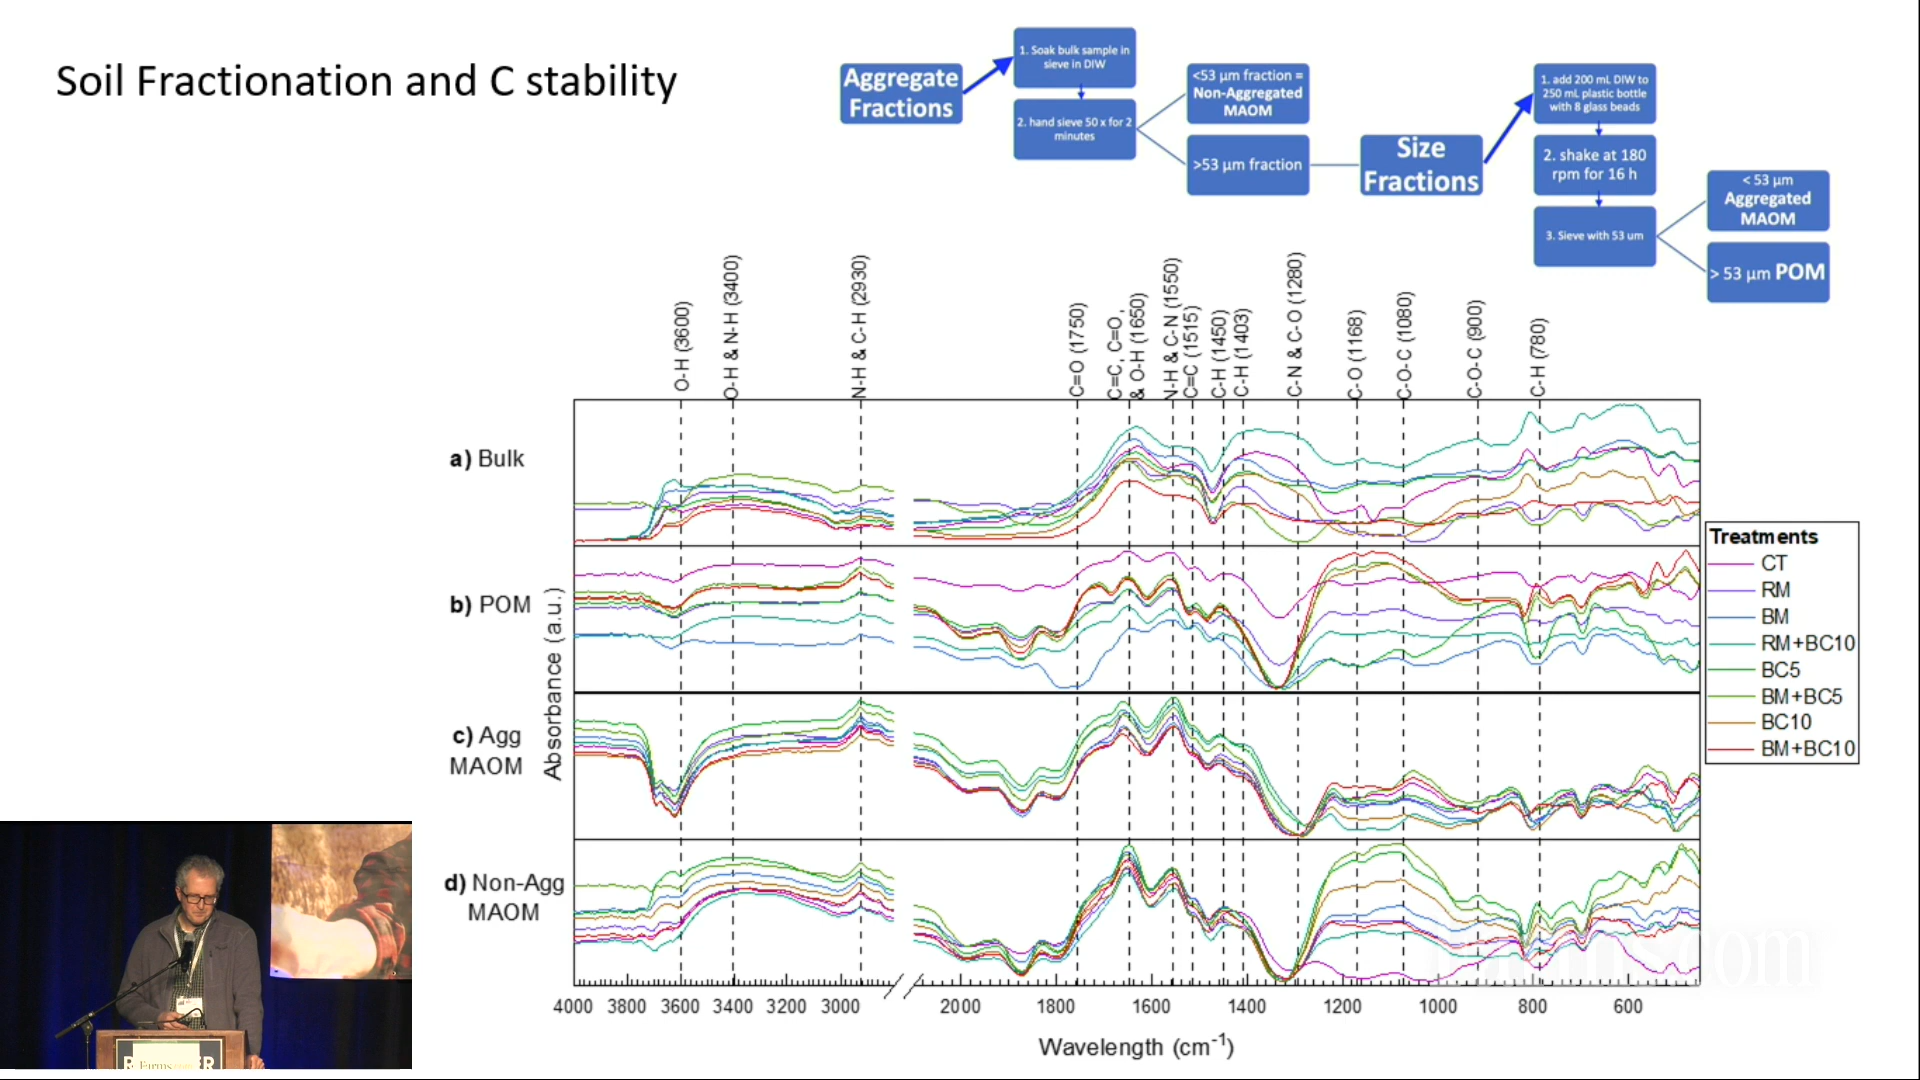 Soil Fractionation and C stability
Aggregate
Fractions
1. Soak bulk sample in
sieve in DIW
2. hand sieve 50 x for 2
minutes
<53 µm fraction =
Non-Aggregated
MAOM
>53 µm fraction
Size
Fractions
1. add 200 mL DIW to
250 mL plastic bottle
with 8 glass beads
2. shake at 180
rpm for 16 h
3. Sieve with 53 um
< 53 µm
Aggregated
MAOM
> 53 µm POM
O-H (3600)
O-H & N-H (3400)
N-H & C-H (2930)
C=O (1750)
C=C, C=O,
& O-H (1650)
N-H & C-N (1550)
C=C (1515)
C-H (1450)
C-H (1403)
C-N & C-O (1280)
C-O (1168)
C-O-C (1080)
C-O-C (900)
C-H (780)
a) Bulk
b) POM
c) Agg
MAOM
d) Non-Agg
MAOM
Absorbance (a.u.)
Treatments
CT
RM
BM
RM+BC10
BC5
BM+BC5
BC10
BM+BC10
4000 3800 3600 3400 3200 3000 2000 1800 1600 1400 1200 1000 800 600
Wavelength (cm-1)
Farms.com